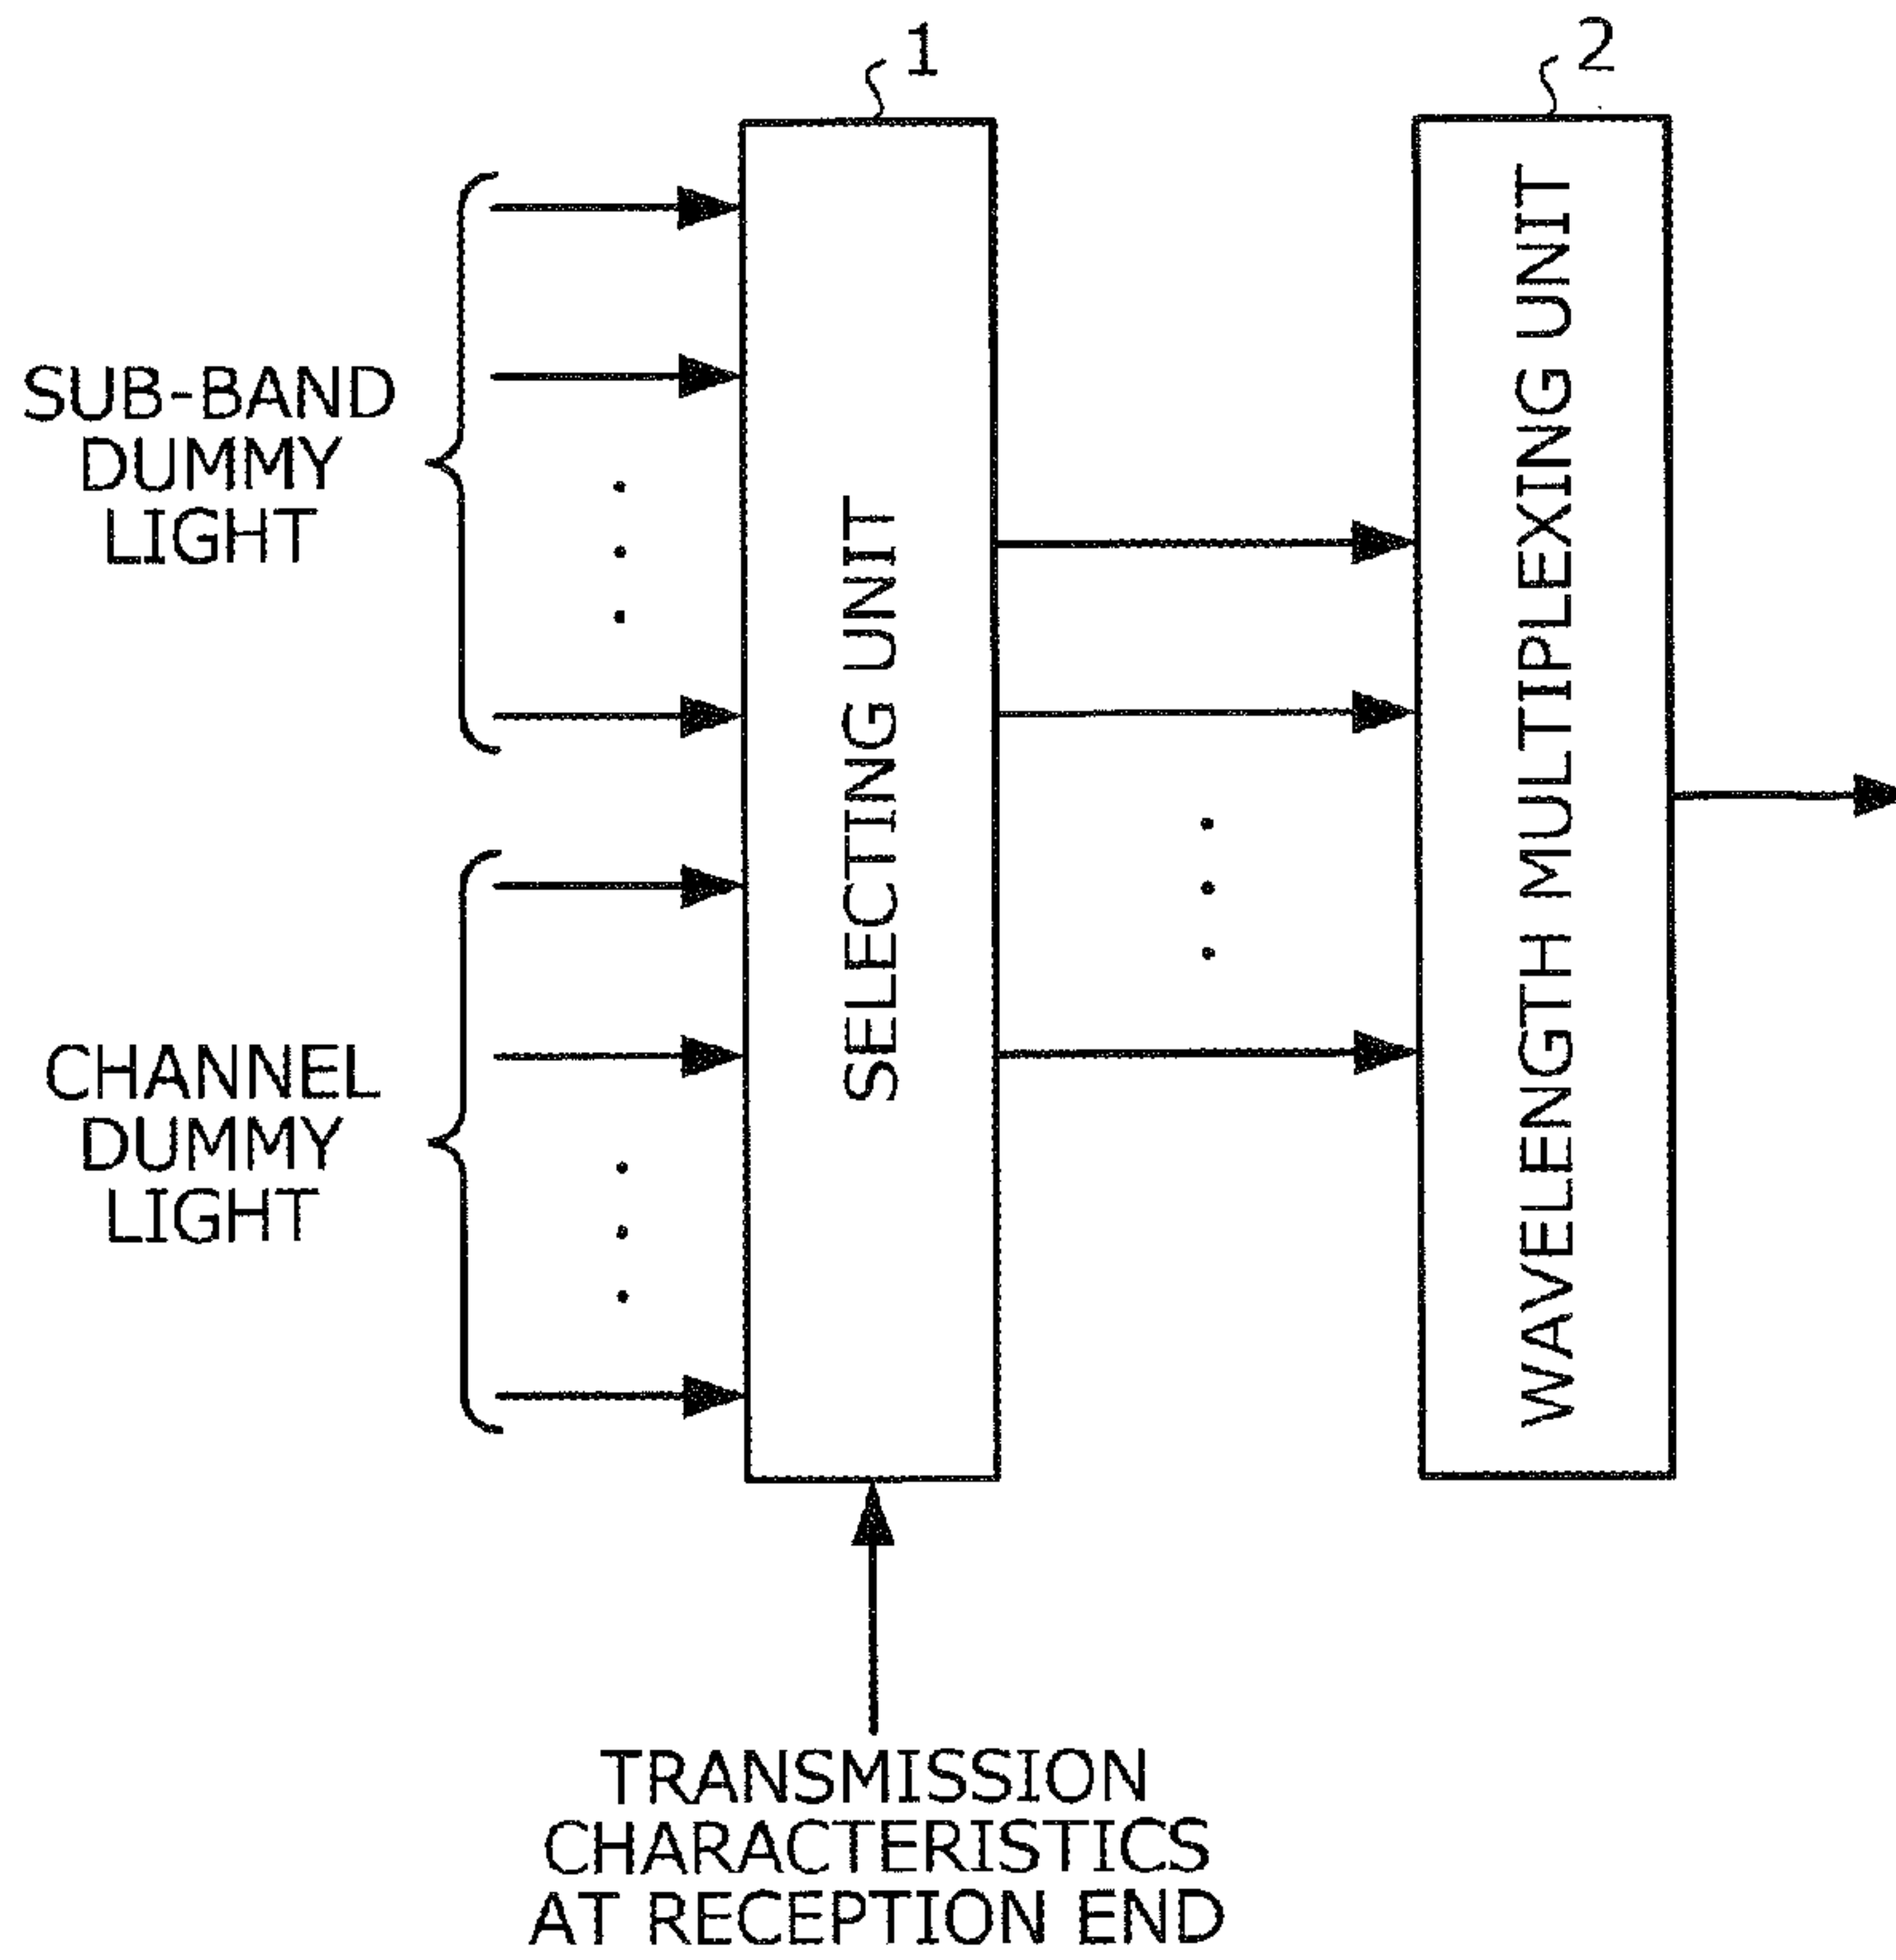 1
2
SUB-BAND
DUMMY
LIGHT
SELECTING UNIT
WAVELENGTH MULTIPLEXING UNIT
CHANNEL
DUMMY
LIGHT
TRANSMISSION
CHARACTERISTICS
AT RECEPTION END